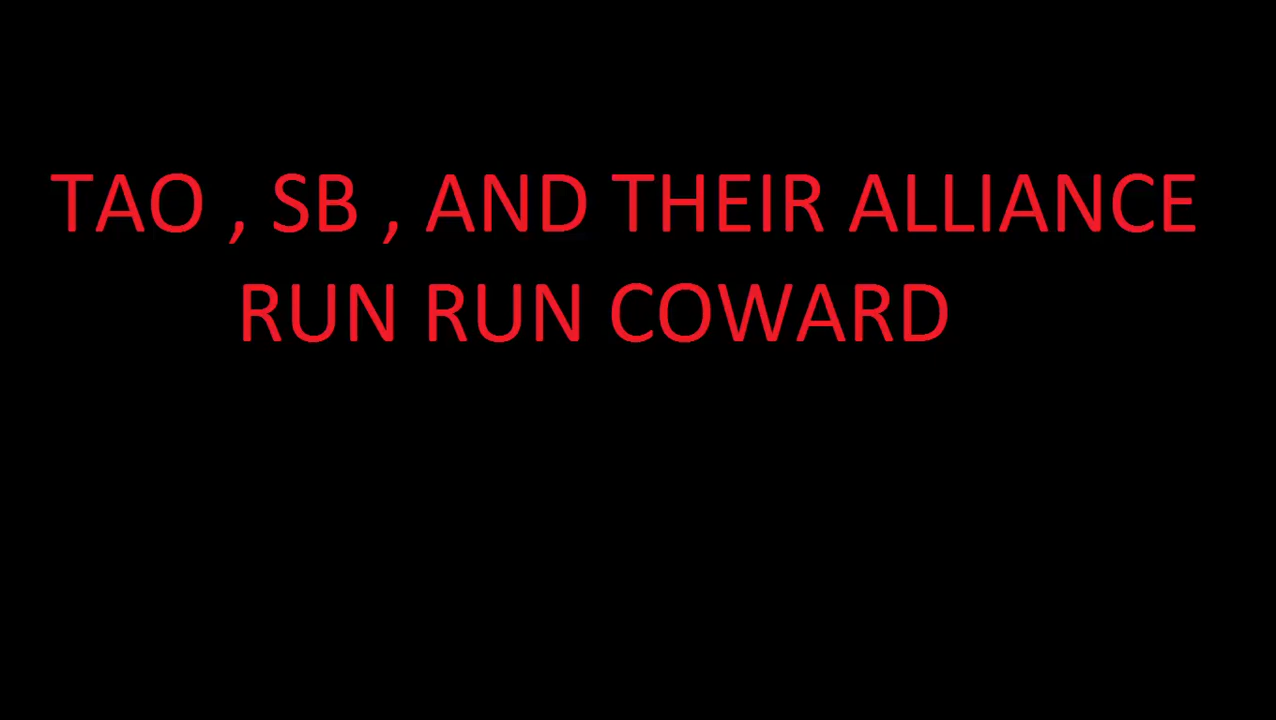 TAO , SB , AND THEIR ALLIANCE
RUN RUN COWARD